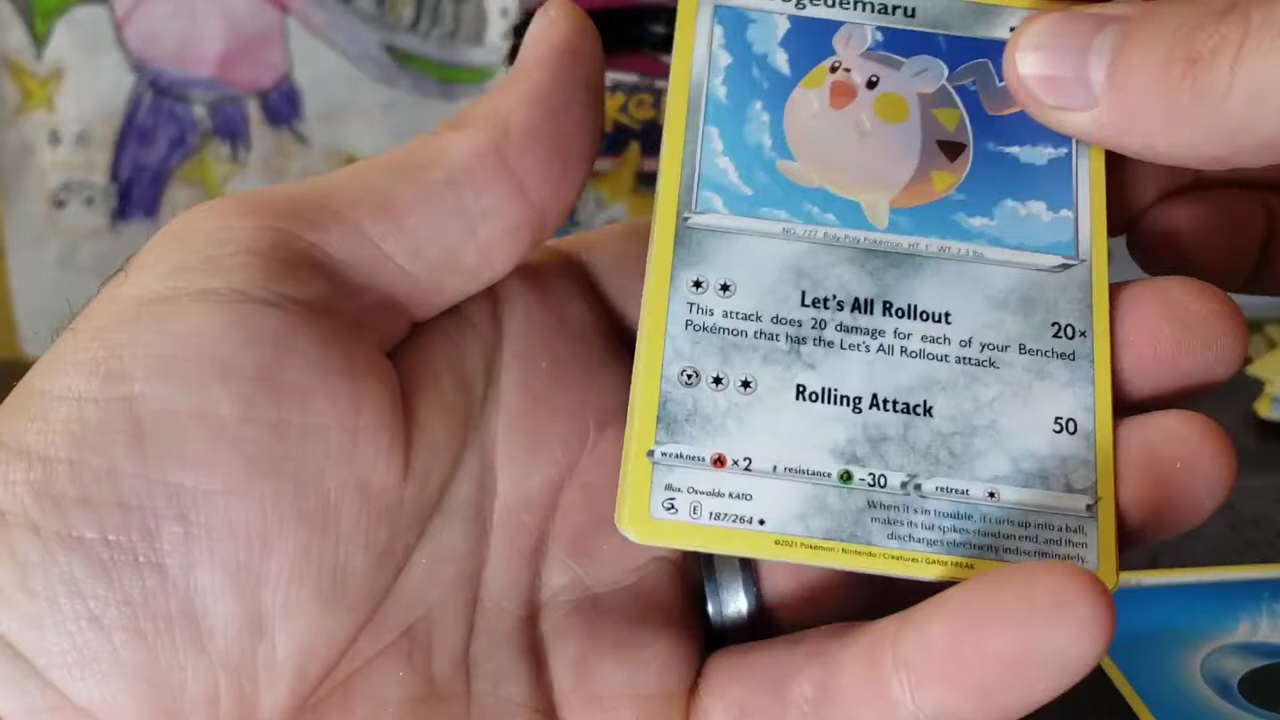 gedemaru
NO. 777 Roly-Poly Pokémon HT: 1' WT: 7.3 lbs.
Let's All Rollout
20×
This attack does 20 damage for each of your Benched
Pokémon that has the Let's All Rollout attack.
Rolling Attack
50
weakness ×2 resistance -30 retreat
Illus. Oswaldo KATO
E 187/264
When it's in trouble, it curls up into a ball,
makes its fur spikes stand on end, and then
discharges electricity indiscriminately.
©2021 Pokémon / Nintendo / Creatures / GAME FREAK